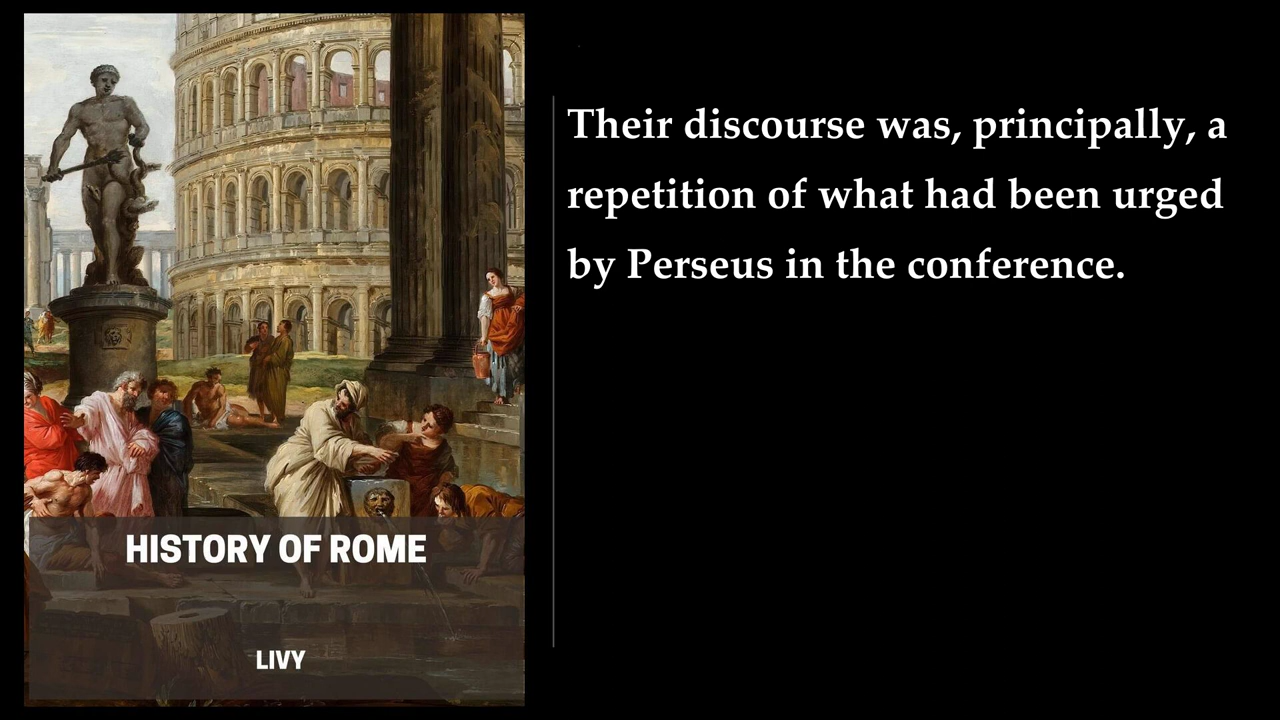 HISTORY OF ROME
LIVY
Their discourse was, principally, a
repetition of what had been urged
by Perseus in the conference.